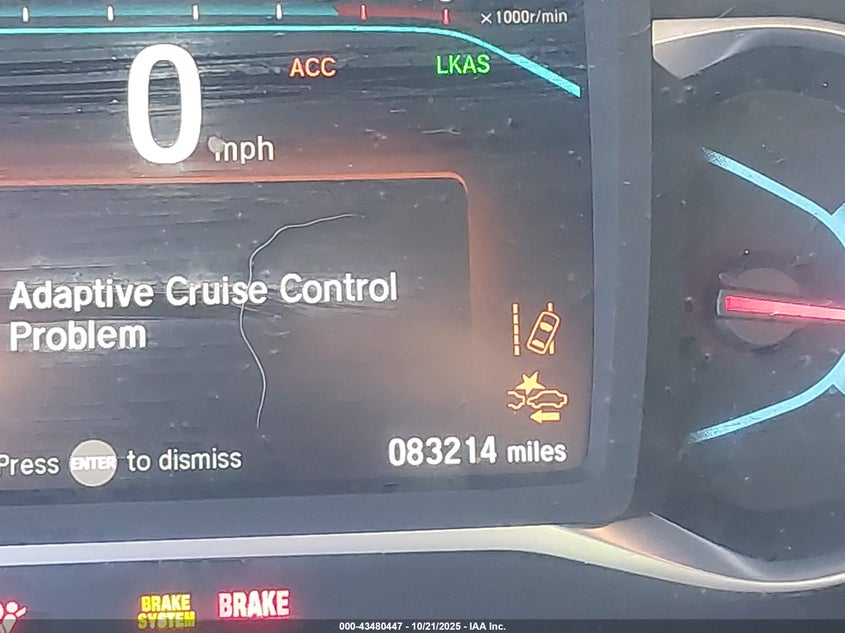 ×1000r/min
ACC
LKAS
0 mph
Adaptive Cruise Control
Problem
Press ENTER to dismiss
083214 miles
BRAKE
SYSTEM
BRAKE
000-43480447 - 10/21/2025 - IAA Inc.